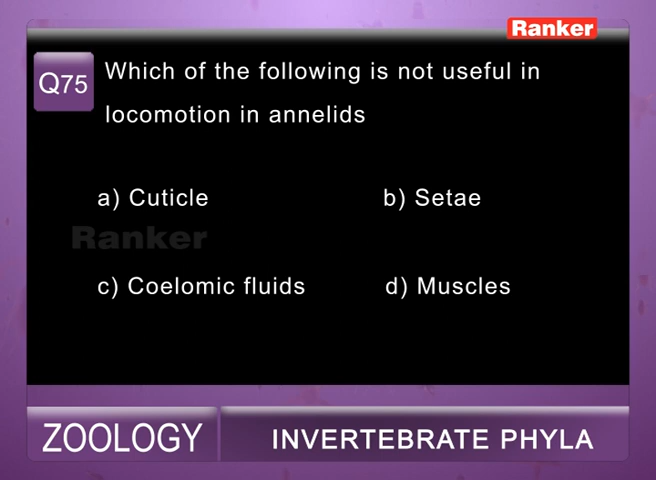 Ranker
Q75
Which of the following is not useful in
locomotion in annelids
a) Cuticle
b) Setae
Ranker
c) Coelomic fluids
d) Muscles
ZOOLOGY
INVERTEBRATE PHYLA